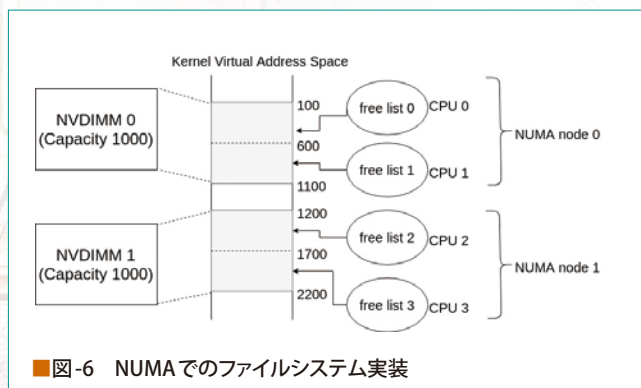 Kernel Virtual Address Space
NVDIMM 0
(Capacity 1000)
100
600
1100
free list 0
CPU 0
free list 1
CPU 1
NUMA node 0
NVDIMM 1
(Capacity 1000)
1200
1700
2200
free list 2
CPU 2
free list 3
CPU 3
NUMA node 1
■図-6 NUMAでのファイルシステム実装